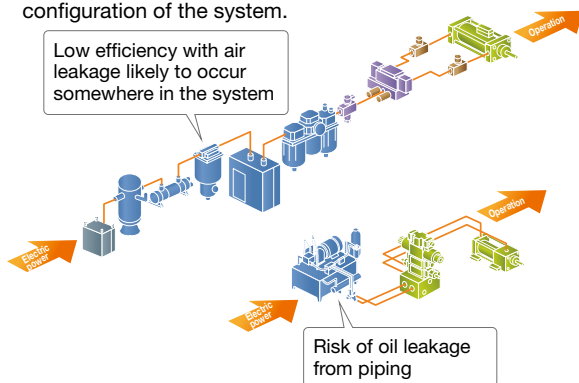 configuration of the system.
Operation
Low efficiency with air
leakage likely to occur
somewhere in the system
Operation
Electric
power
Electric
power
Risk of oil leakage
from piping